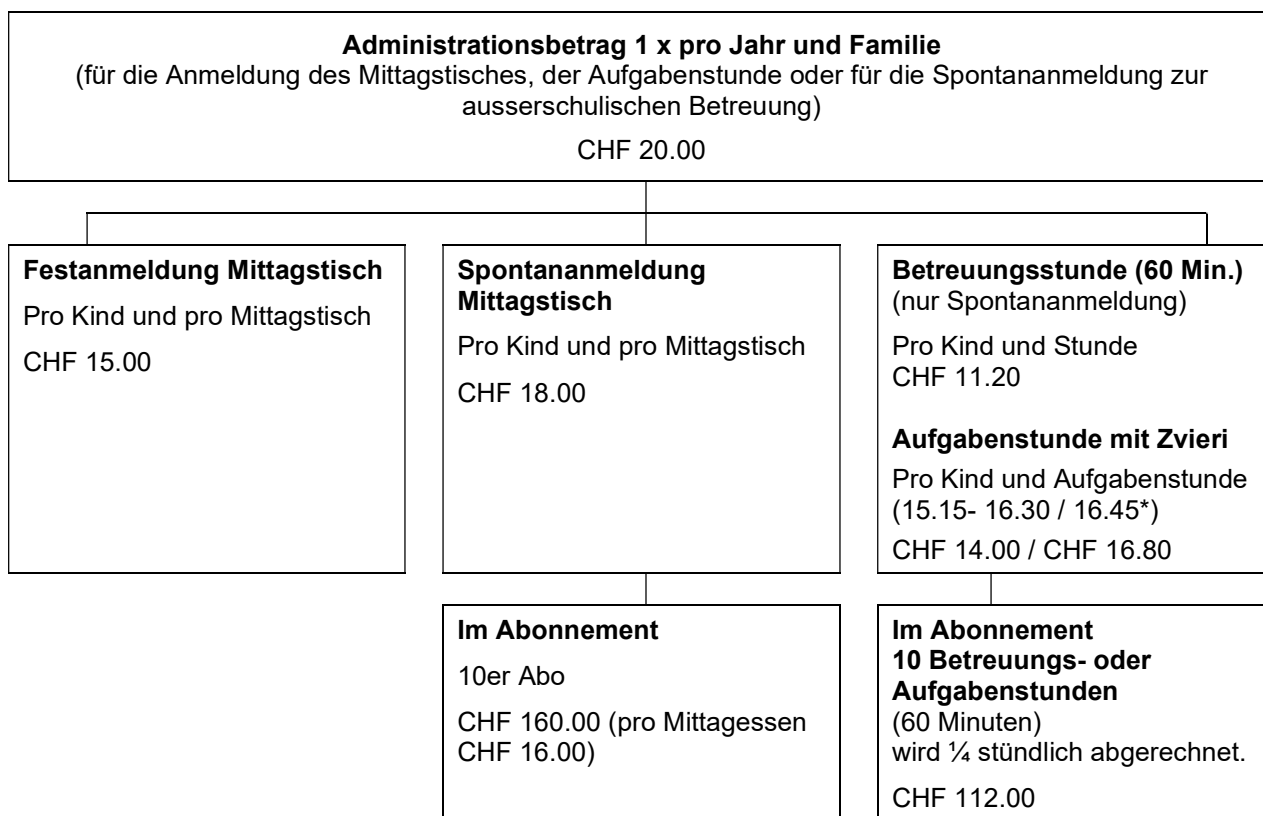 Administrationsbetrag 1 x pro Jahr und Familie
(für die Anmeldung des Mittagstisches, der Aufgabenstunde oder für die Spontananmeldung zur
ausserschulischen Betreuung)
CHF 20.00
Festanmeldung Mittagstisch
Pro Kind und pro Mittagstisch
CHF 15.00
Spontananmeldung
Mittagstisch
Pro Kind und pro Mittagstisch
CHF 18.00
Betreuungsstunde (60 Min.)
(nur Spontananmeldung)
Pro Kind und Stunde
CHF 11.20
Aufgabenstunde mit Zvieri
Pro Kind und Aufgabenstunde
(15.15- 16.30 / 16.45*)
CHF 14.00 / CHF 16.80
Im Abonnement
10er Abo
CHF 160.00 (pro Mittagessen
CHF 16.00)
Im Abonnement
10 Betreuungs- oder
Aufgabenstunden
(60 Minuten)
wird ¼ stündlich abgerechnet.
CHF 112.00